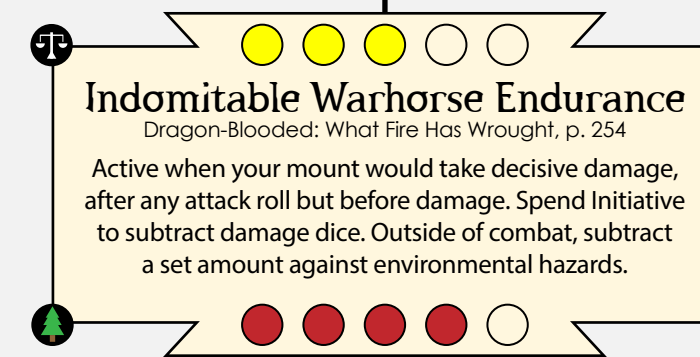 Indomitable Warhorse Endurance
Dragon-Blooded: What Fire Has Wrought, p. 254
Active when your mount would take decisive damage,
after any attack roll but before damage. Spend Initiative
to subtract damage dice. Outside of combat, subtract
a set amount against environmental hazards.